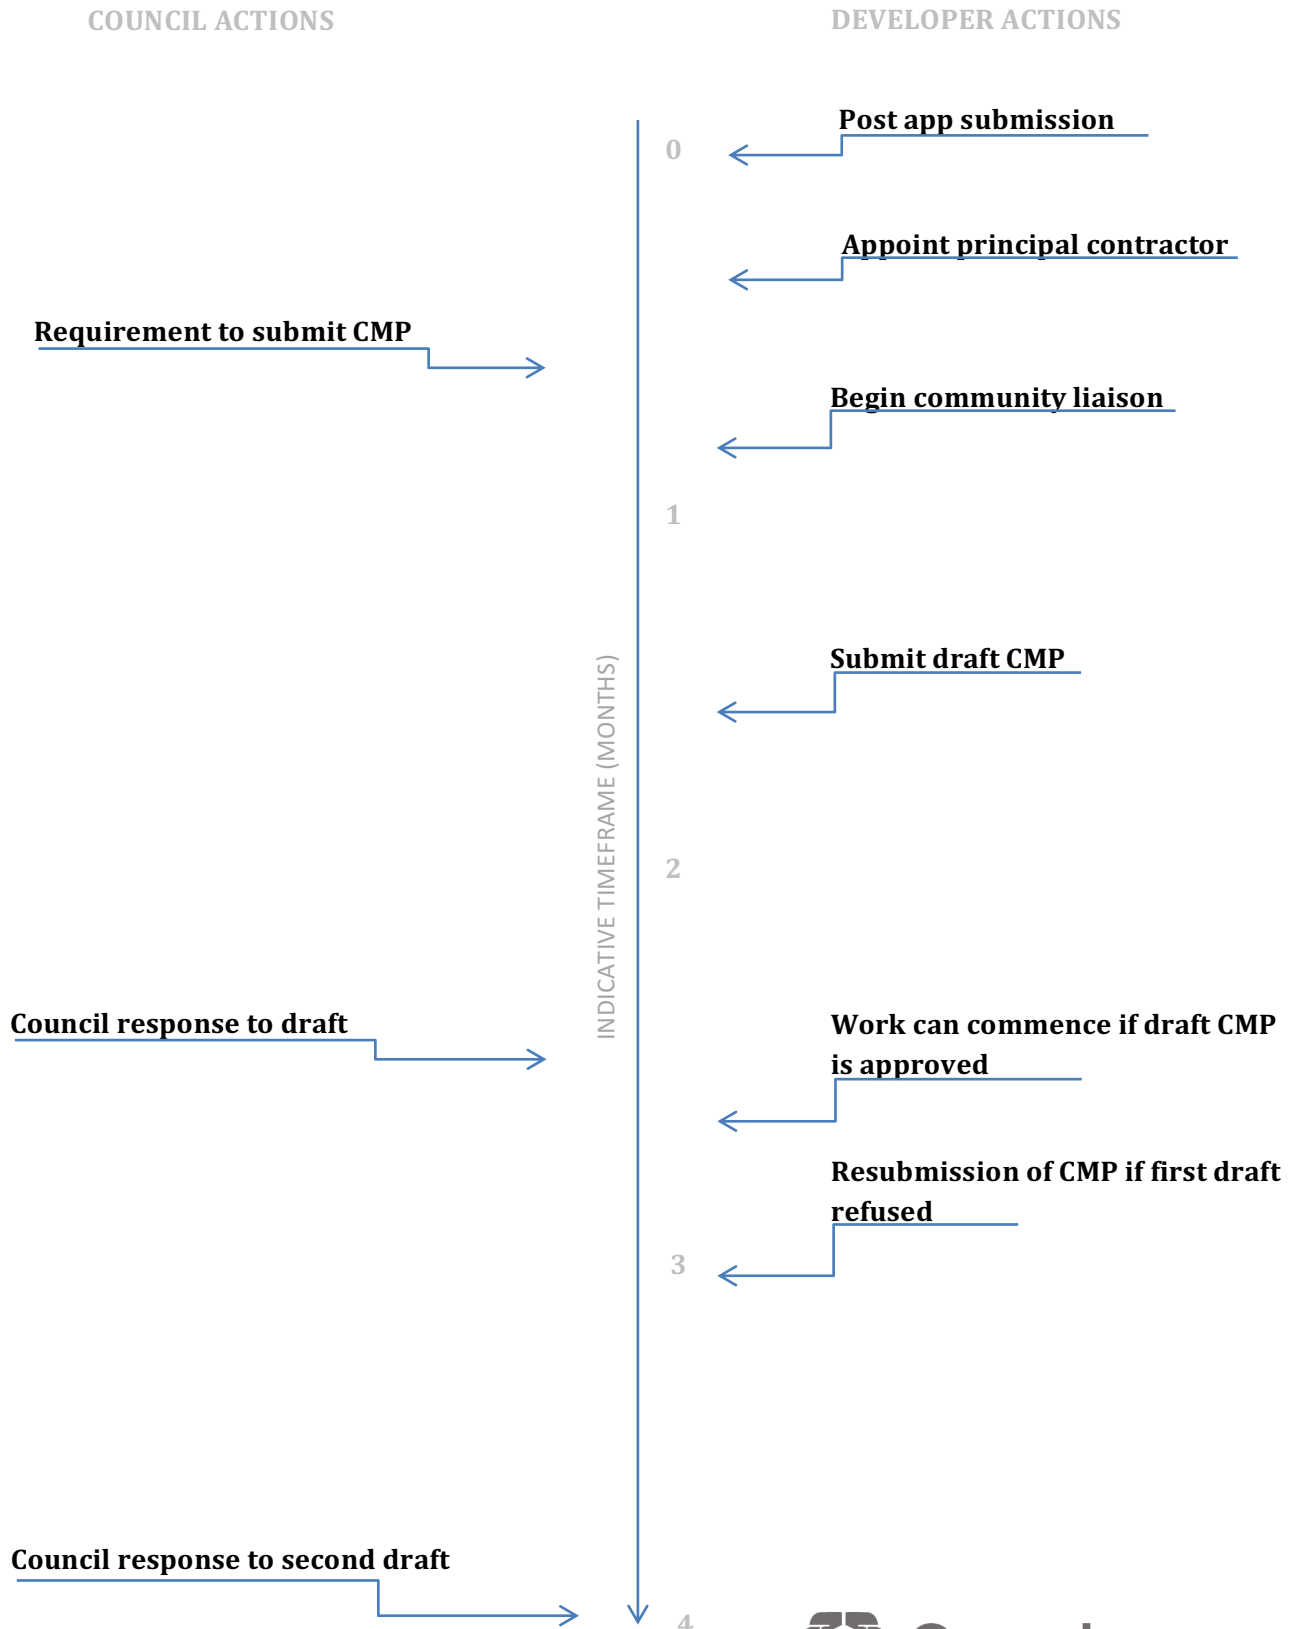 COUNCIL ACTIONS
DEVELOPER ACTIONS
Post app submission
0
Appoint principal contractor
Requirement to submit CMP
Begin community liaison
1
Submit draft CMP
INDICATIVE TIMEFRAME (MONTHS)
2
Council response to draft
Work can commence if draft CMP
is approved
Resubmission of CMP if first draft
refused
3
Council response to second draft
4